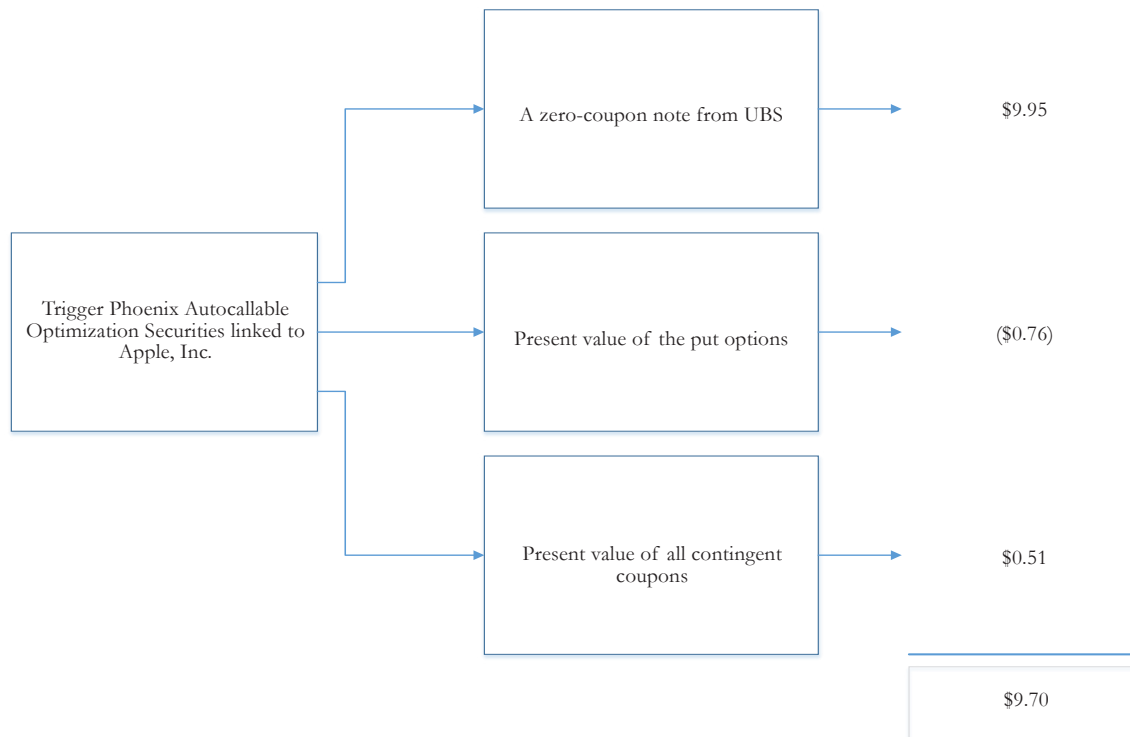 A zero-coupon note from UBS
$9.95
Trigger Phoenix Autocallable
Optimization Securities linked to
Apple, Inc.
Present value of the put options
($0.76)
Present value of all contingent
coupons
$0.51
$9.70